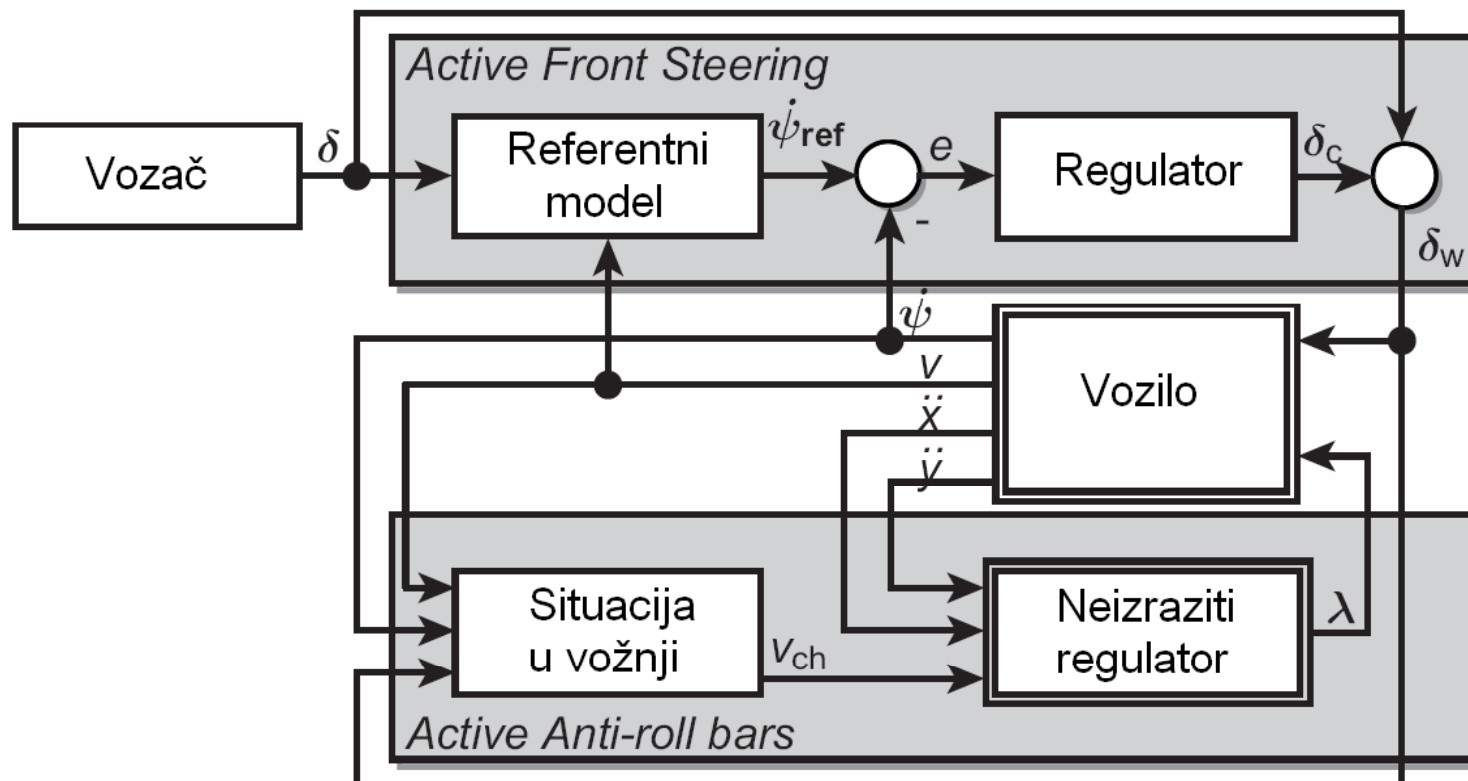 Active Front Steering
Vozač
δ
Referentni
model
ψ̇ref
e
-
Regulator
δc
δw
ψ̇
v
ẍ
ÿ
Vozilo
Situacija
u vožnji
vch
Neizraziti
regulator
λ
Active Anti-roll bars